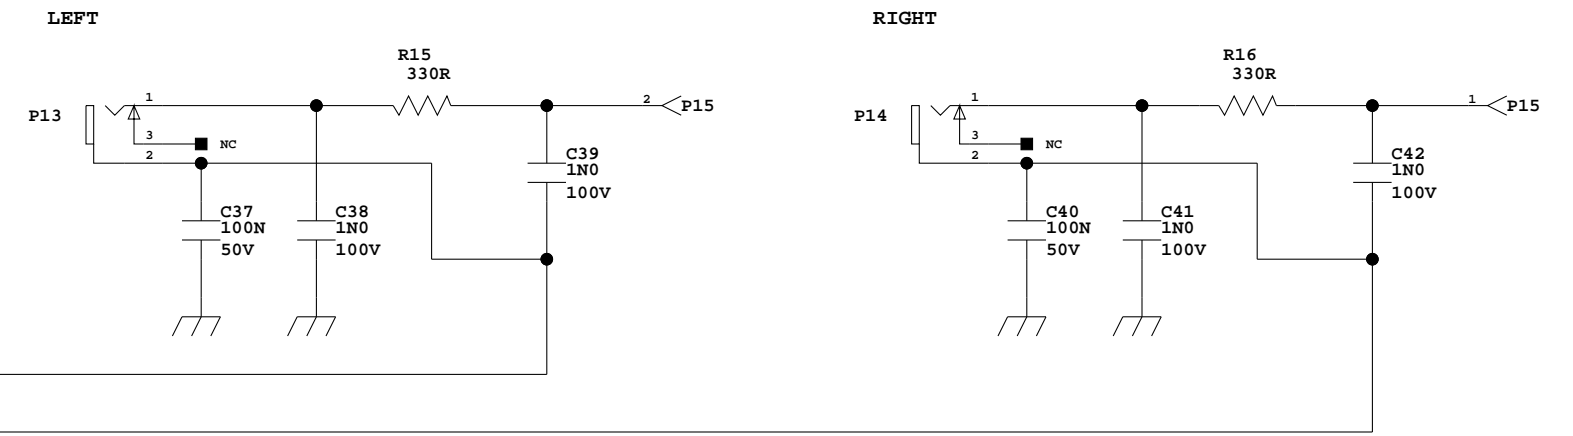 LEFT
RIGHT
R15
330R
R16
330R
P13
1
3
NC
2
2
P15
P14
1
3
NC
2
1
P15
C39
1N0
100V
C42
1N0
100V
C37
100N
50V
C38
1N0
100V
C40
100N
50V
C41
1N0
100V